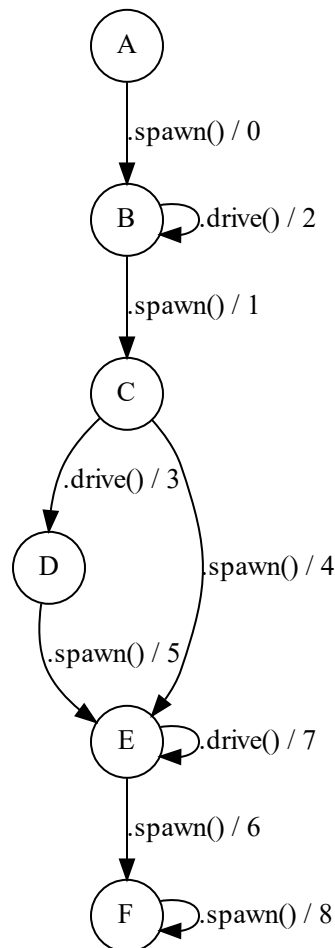 A
.spawn() / 0
B
.drive() / 2
.spawn() / 1
C
.drive() / 3
D
.spawn() / 4
.spawn() / 5
E
.drive() / 7
.spawn() / 6
F
.spawn() / 8